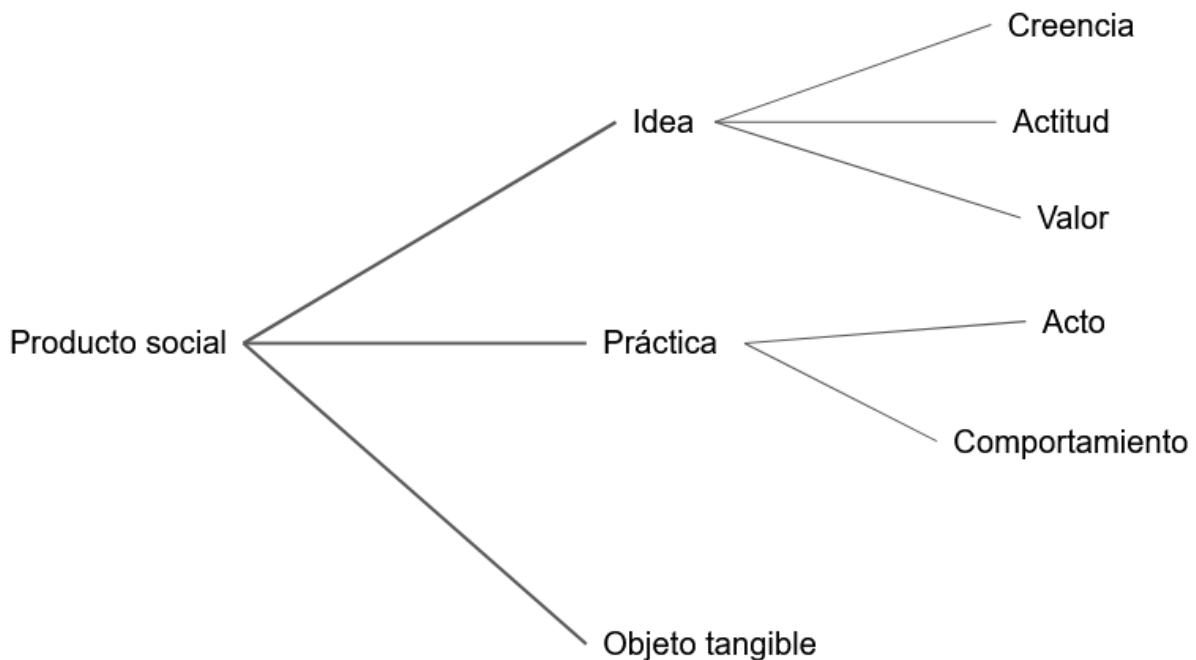 Creencia
Idea
Actitud
Valor
Producto social
Práctica
Acto
Comportamiento
Objeto tangible